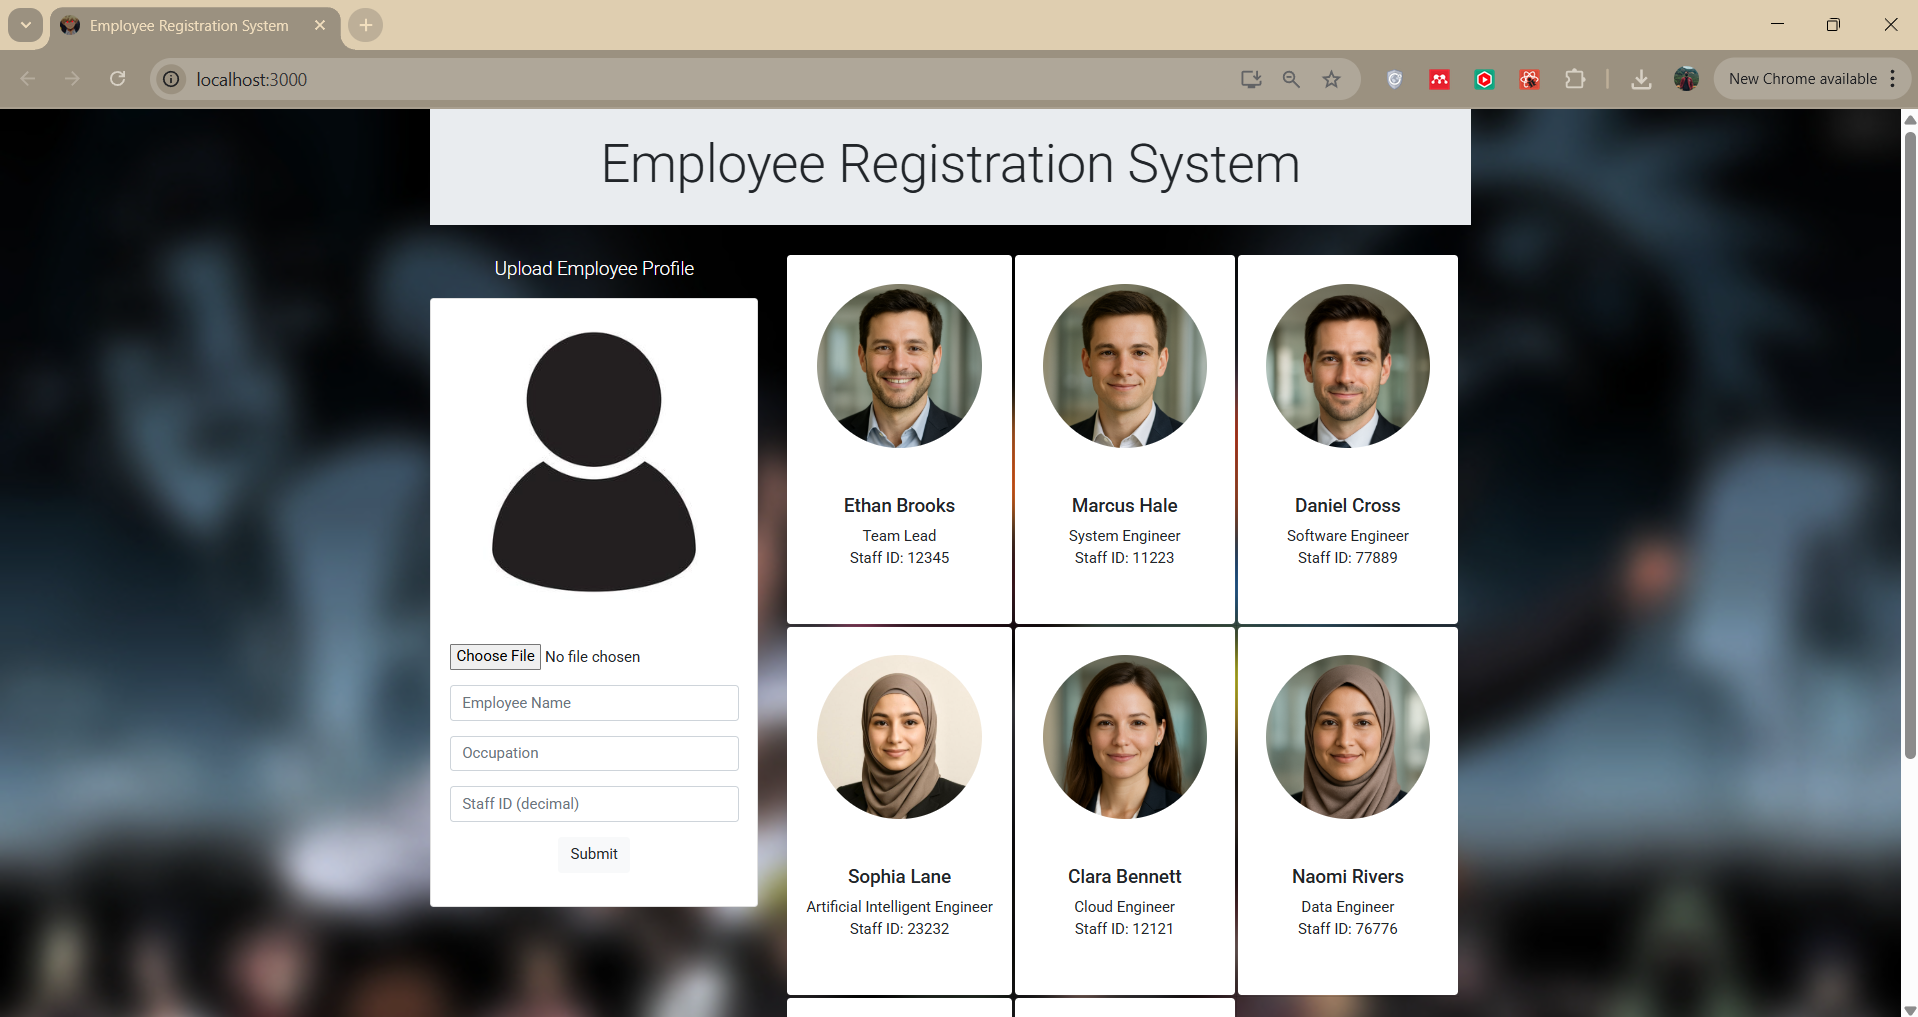 Employee Registration System
localhost:3000
New Chrome available
Employee Registration System
Upload Employee Profile
Choose File No file chosen
Employee Name
Occupation
Staff ID (decimal)
Submit
Ethan Brooks
Team Lead
Staff ID: 12345
Marcus Hale
System Engineer
Staff ID: 11223
Daniel Cross
Software Engineer
Staff ID: 77889
Sophia Lane
Artificial Intelligent Engineer
Staff ID: 23232
Clara Bennett
Cloud Engineer
Staff ID: 12121
Naomi Rivers
Data Engineer
Staff ID: 76776